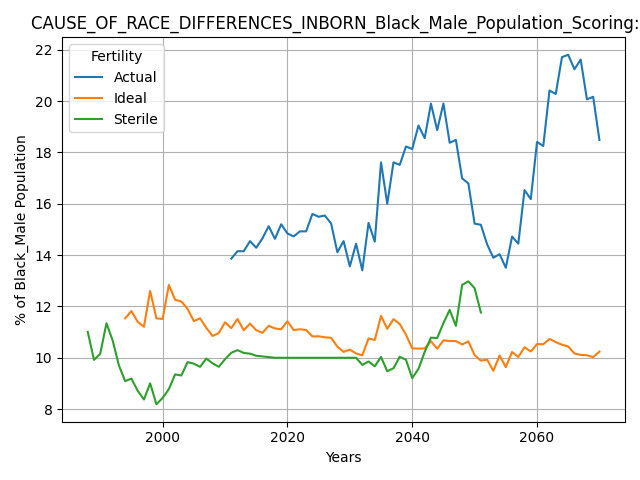 CAUSE_OF_RACE_DIFFERENCES_INBORN_Black_Male_Population_Scoring:
22
20
18
16
14
12
10
8
% of Black_Male Population
Fertility
Actual
Ideal
Sterile
2000
2020
2040
2060
Years